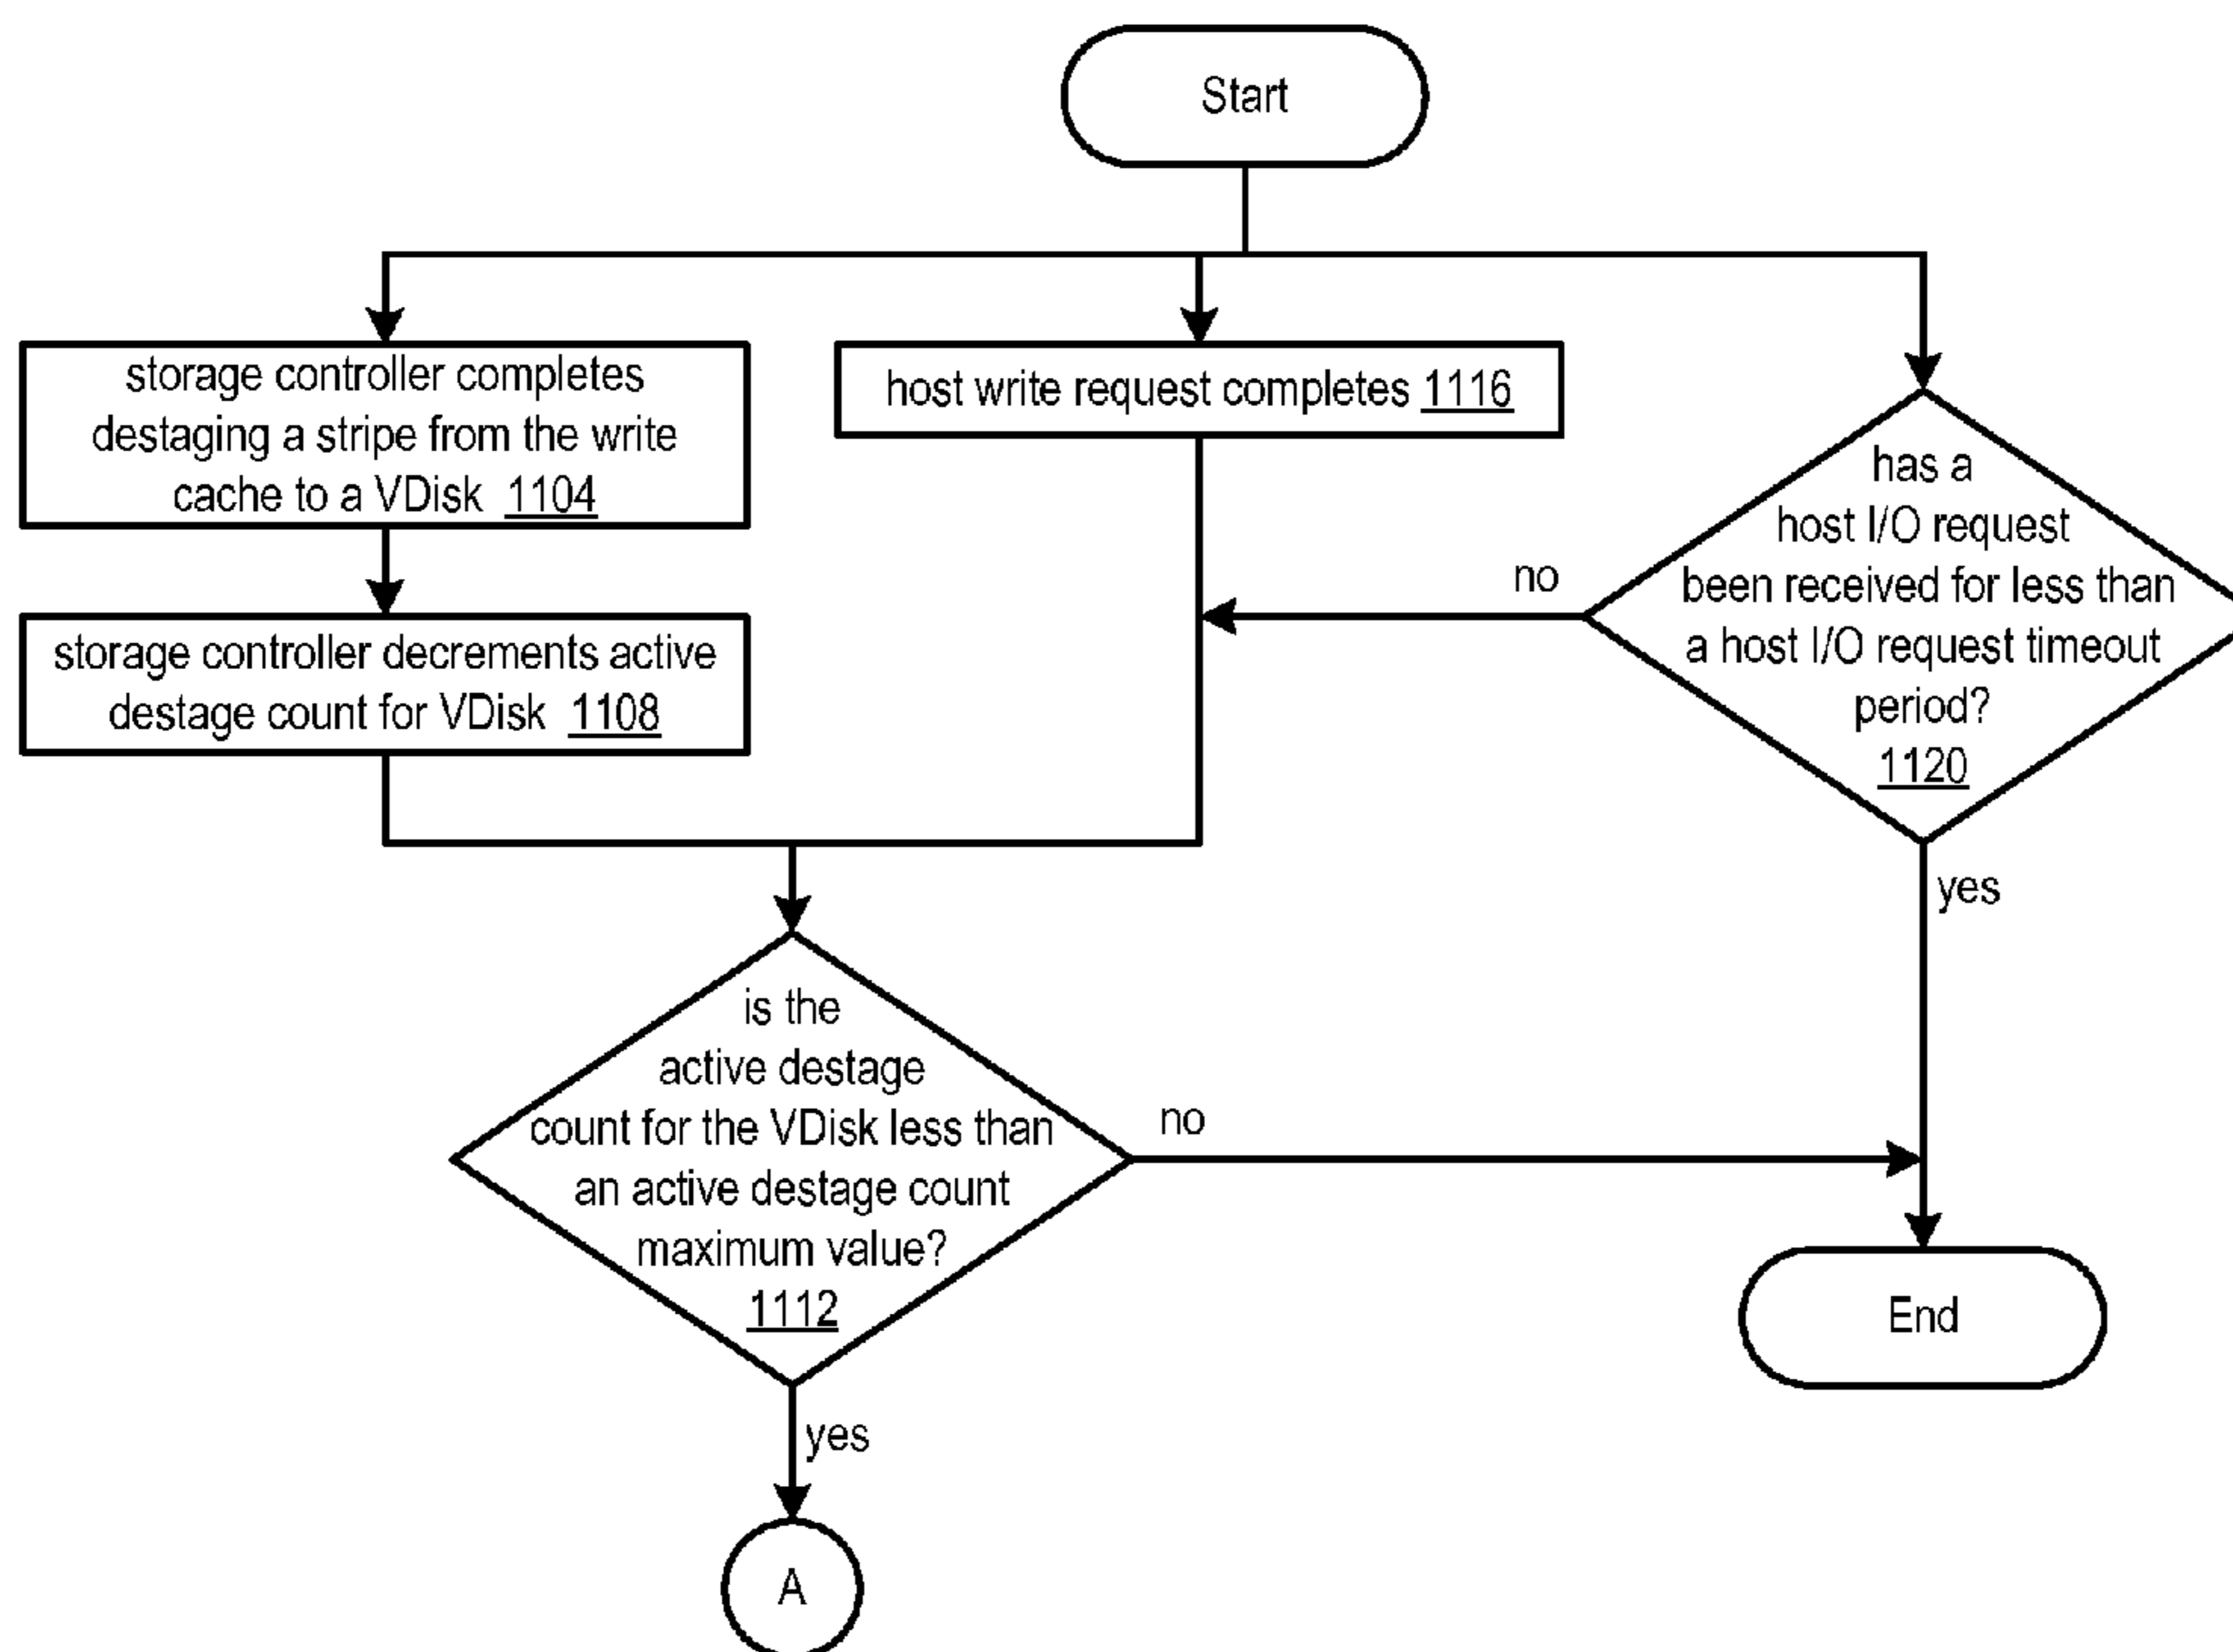 Start
storage controller completes
destaging a stripe from the write
cache to a VDisk 1104
host write request completes 1116
has a
host I/O request
been received for less than
a host I/O request timeout
period?
1120
no
storage controller decrements active
destage count for VDisk 1108
yes
is the
active destage
count for the VDisk less than
an active destage count
maximum value?
1112
no
End
yes
A